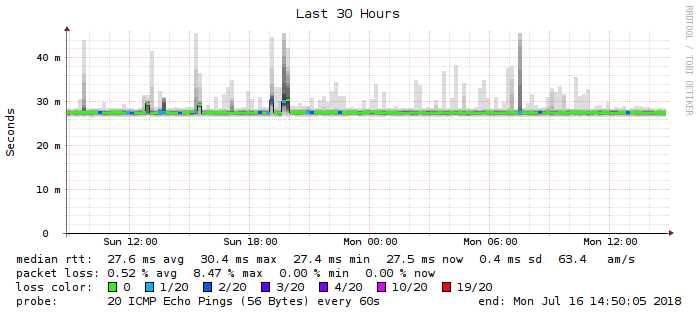 Last 30 Hours
RRDTOOL / TOBI OETIKER
Seconds
40 m
30 m
20 m
10 m
0
Sun 12:00 Sun 18:00 Mon 00:00 Mon 06:00 Mon 12:00
median rtt: 27.6 ms avg 30.4 ms max 27.4 ms min 27.5 ms now 0.4 ms sd 63.4 am/s
packet loss: 0.52 % avg 8.47 % max 0.00 % min 0.00 % now
loss color: 0 1/20 2/20 3/20 4/20 10/20 19/20
probe: 20 ICMP Echo Pings (56 Bytes) every 60s end: Mon Jul 16 14:50:05 2018